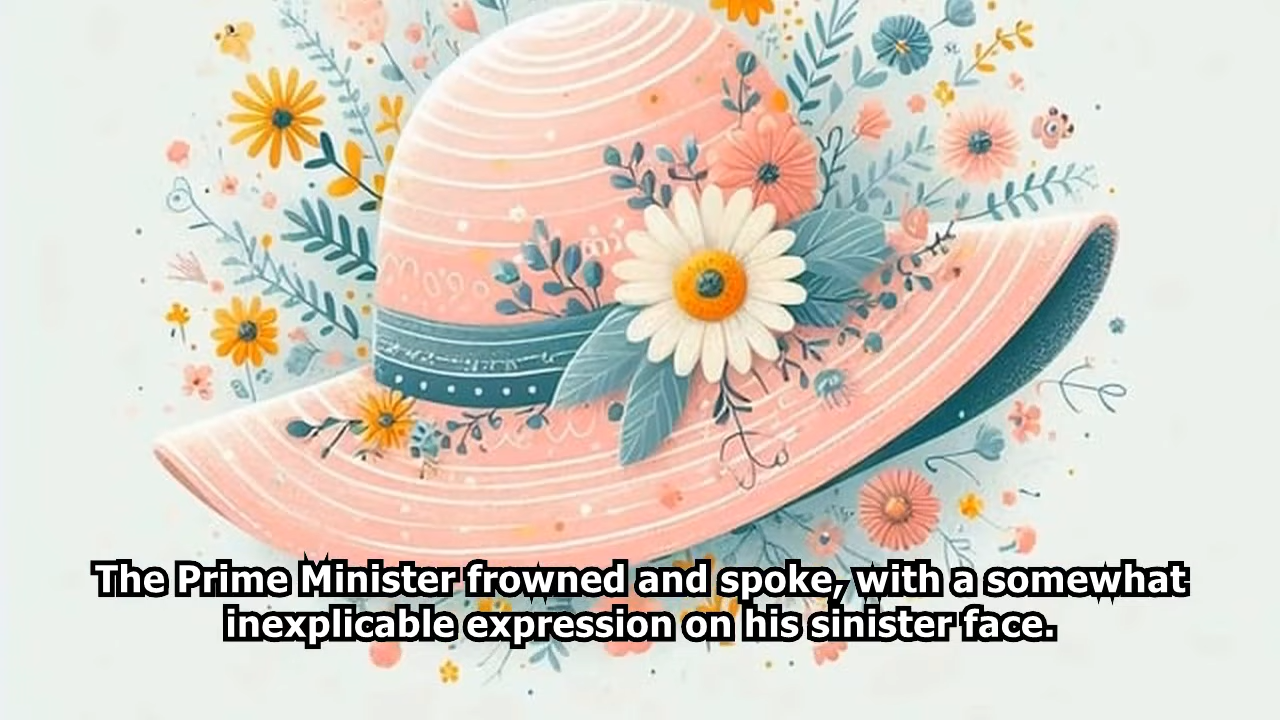 The Prime Minister frowned and spoke, with a somewhat
inexplicable expression on his sinister face.